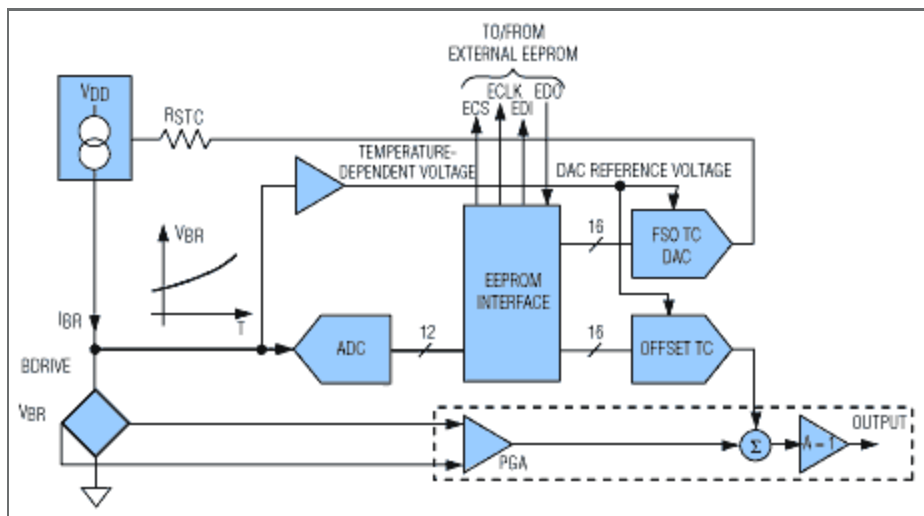 TO/FROM
EXTERNAL EEPROM
ECLK
EDO
ECS
EDI
VDD
RSTC
TEMPERATURE-
DEPENDENT VOLTAGE
DAC REFERENCE VOLTAGE
16
FSO TC
DAC
VBR
T
EEPROM
INTERFACE
IBR
ADC
12
16
OFFSET TC
BDRIVE
VBR
OUTPUT
PGA
Σ
A = 1